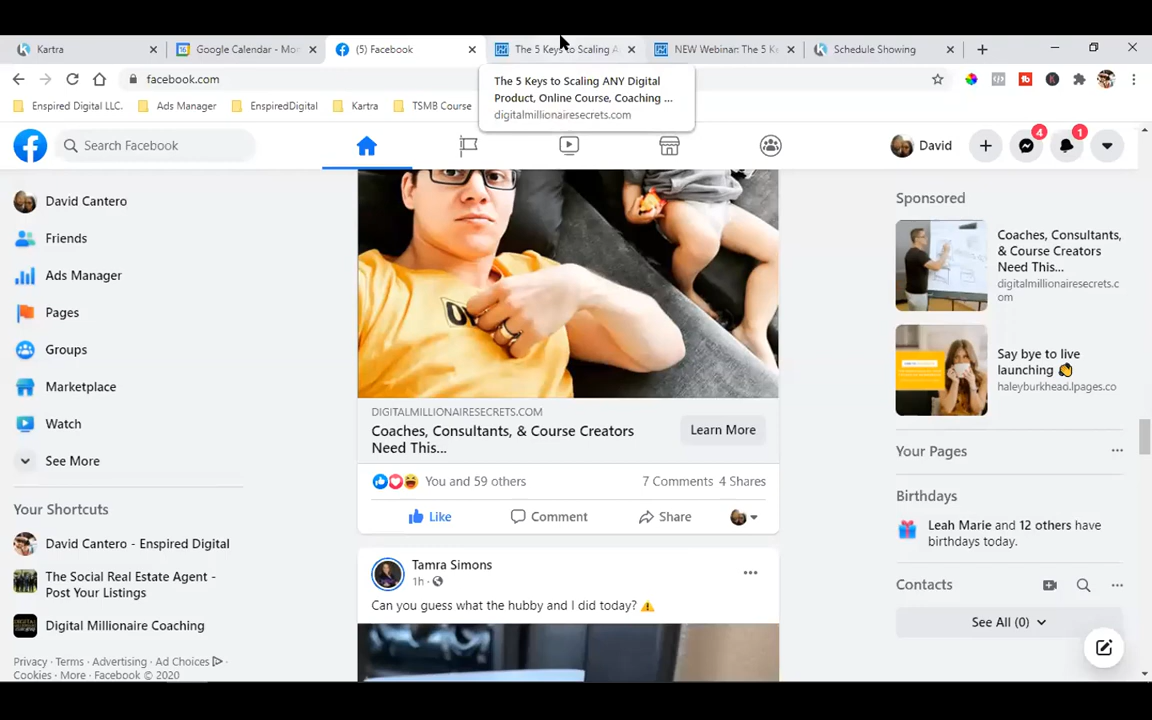 Kartra
Google Calendar - Mor
(5) Facebook
The 5 Keys to Scaling A
NEW Webinar: The 5 K
Schedule Showing
facebook.com
The 5 Keys to Scaling ANY Digital
Product, Online Course, Coaching ...
digitalmillionairesecrets.com
Enspired Digital LLC.
Ads Manager
EnspiredDigital
Kartra
TSMB Course
Search Facebook
David
4
1
David Cantero
Friends
Ads Manager
Pages
Groups
Marketplace
Watch
See More
Your Shortcuts
David Cantero - Enspired Digital
The Social Real Estate Agent -
Post Your Listings
Digital Millionaire Coaching
Privacy · Terms · Advertising · Ad Choices
Cookies · More · Facebook © 2020
DIGITALMILLIONAIRESECRETS.COM
Coaches, Consultants, & Course Creators
Need This...
Learn More
You and 59 others
7 Comments 4 Shares
Like
Comment
Share
Tamra Simons
1h ·
Can you guess what the hubby and I did today? ⚠️
Sponsored
Coaches, Consultants,
& Course Creators
Need This...
digitalmillionairesecrets.c
om
Say bye to live
launching 👏
haleyburkhead.lpages.co
Your Pages
Birthdays
Leah Marie and 12 others have
birthdays today.
Contacts
See All (0)